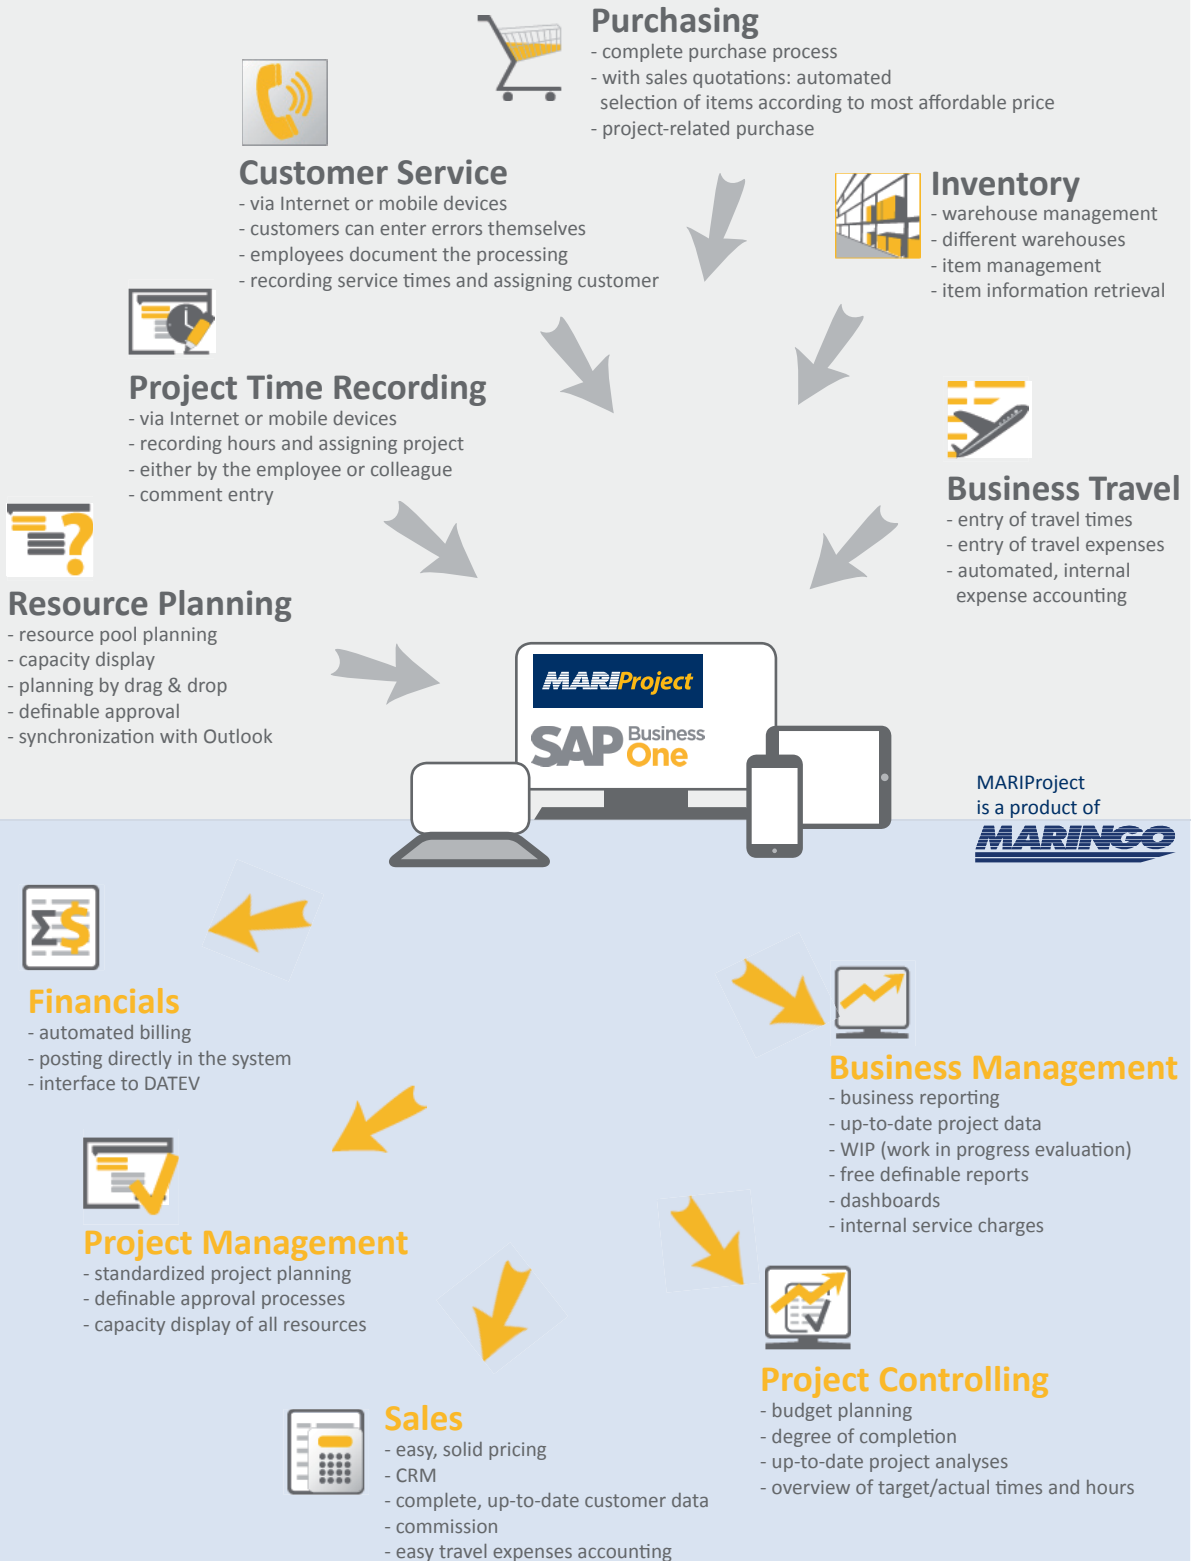 Purchasing
- complete purchase process
- with sales quotations: automated
selection of items according to most affordable price
- project-related purchase
Customer Service
- via Internet or mobile devices
- customers can enter errors themselves
- employees document the processing
- recording service times and assigning customer
Inventory
- warehouse management
- different warehouses
- item management
- item information retrieval
Project Time Recording
- via Internet or mobile devices
- recording hours and assigning project
- either by the employee or colleague
- comment entry
Business Travel
- entry of travel times
- entry of travel expenses
- automated, internal
expense accounting
Resource Planning
- resource pool planning
- capacity display
- planning by drag & drop
- definable approval
- synchronization with Outlook
MARIProject
SAP Business
One
MARIProject
is a product of
MARINGO
Financials
- automated billing
- posting directly in the system
- interface to DATEV
Business Management
- business reporting
- up-to-date project data
- WIP (work in progress evaluation)
- free definable reports
- dashboards
- internal service charges
Project Management
- standardized project planning
- definable approval processes
- capacity display of all resources
Project Controlling
- budget planning
- degree of completion
- up-to-date project analyses
- overview of target/actual times and hours
Sales
- easy, solid pricing
- CRM
- complete, up-to-date customer data
- commission
- easy travel expenses accounting